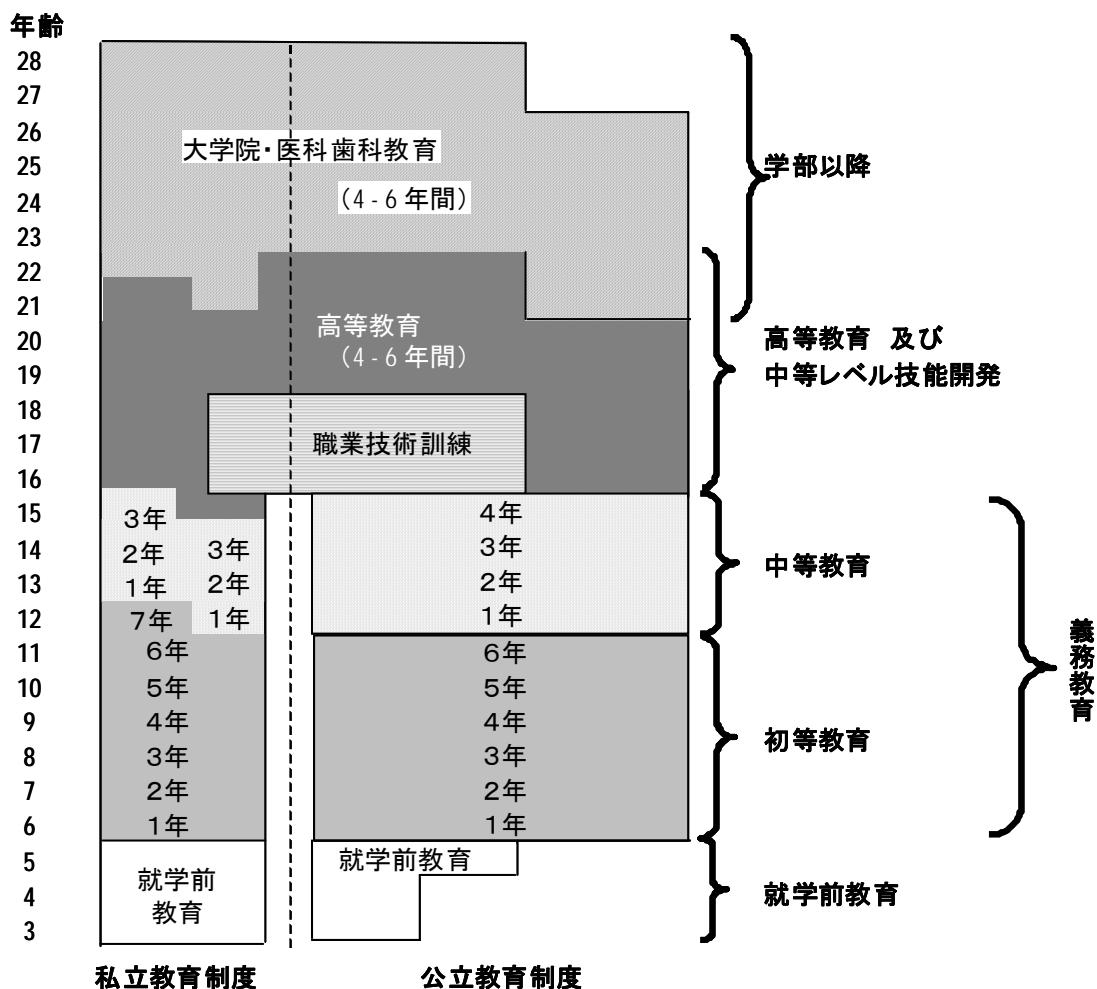 年齢
28
27
26
25
24
23
22
21
20
19
18
17
16
15
14
13
12
11
10
9
8
7
6
5
4
3
大学院・医科歯科教育
（4 - 6 年間）
高等教育
（4 - 6 年間）
職業技術訓練
3年
2年
1年
7年
6年
5年
4年
3年
2年
1年
3年
2年
1年
就学前
教育
4年
3年
2年
1年
6年
5年
4年
3年
2年
1年
就学前教育
学部以降
高等教育 及び
中等レベル技能開発
中等教育
初等教育
就学前教育
義務教育
私立教育制度
公立教育制度